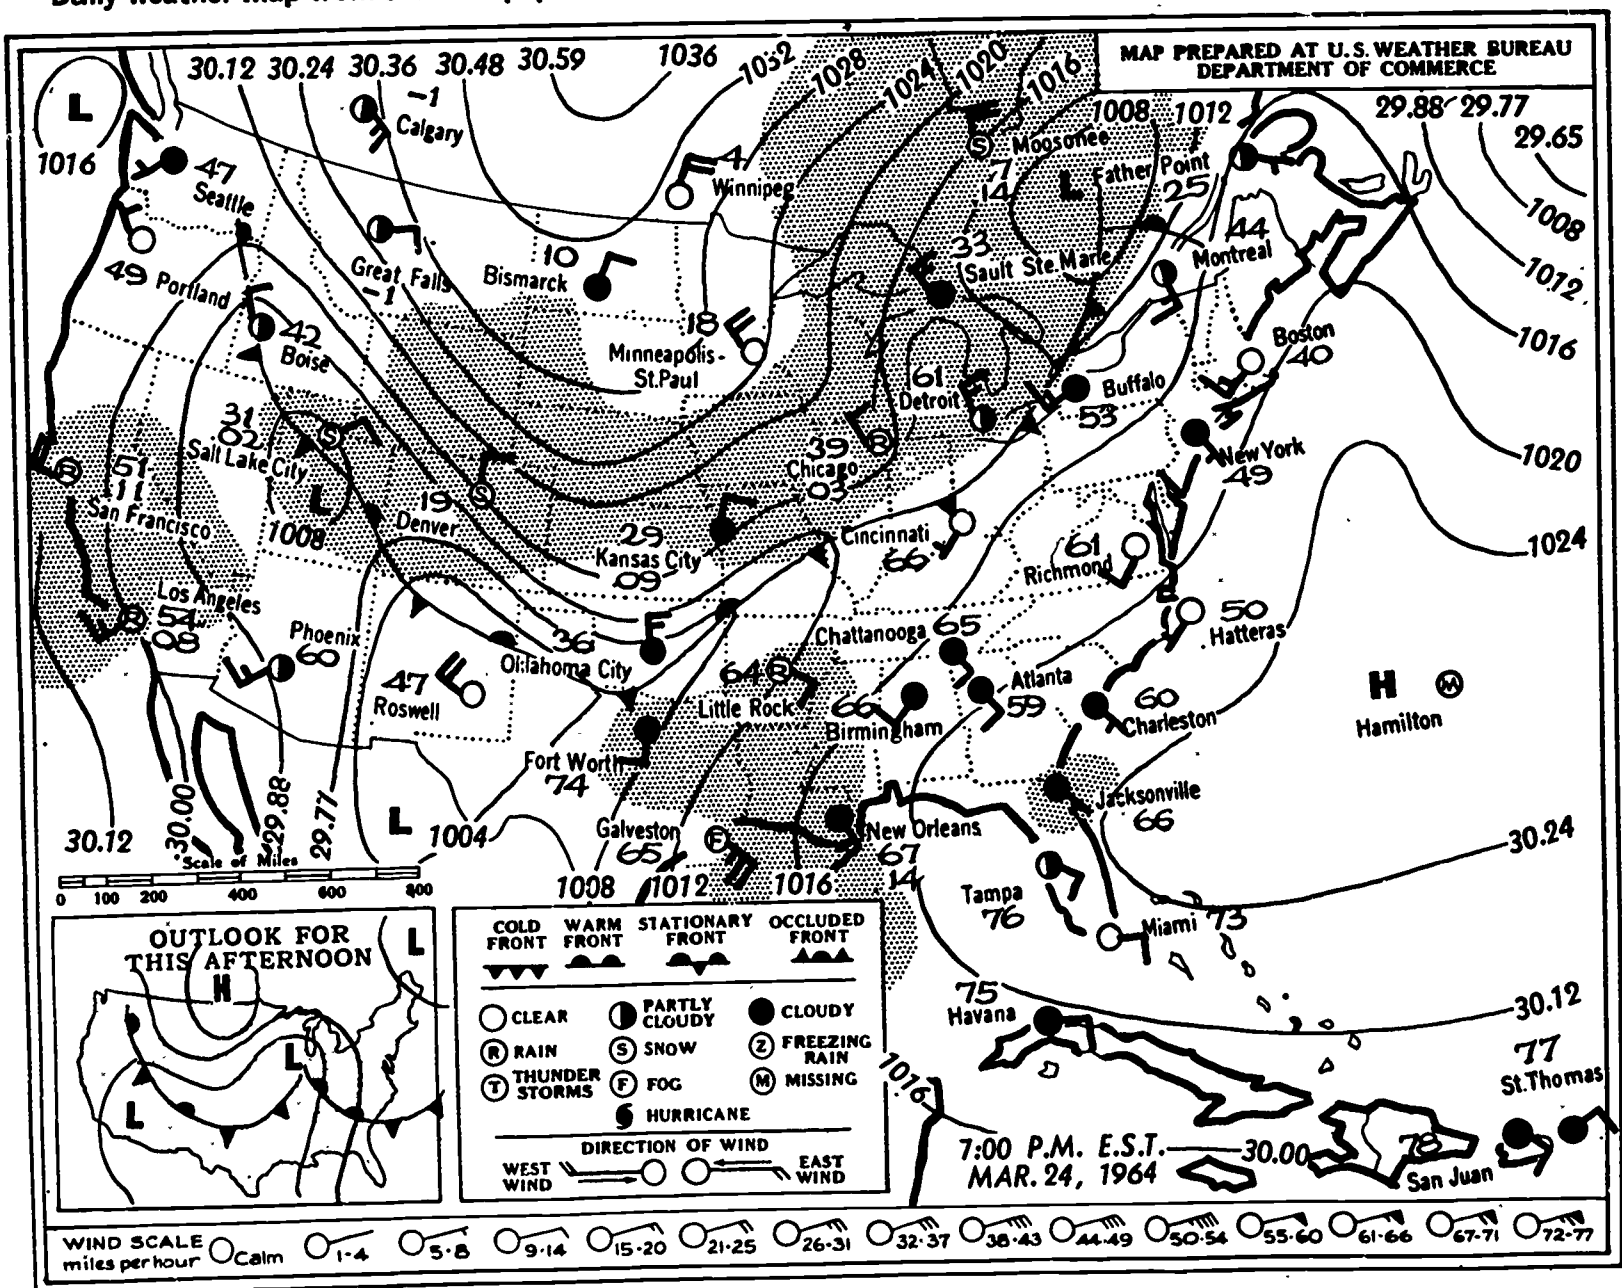 MAP PREPARED AT U.S. WEATHER BUREAU
DEPARTMENT OF COMMERCE
30.12 30.24 30.36 30.48 30.59 1036 1032 1028 1024 1020 1016
1008 1012 29.88 29.77
29.65
L
1016
-1
Calgary
47
Seattle
4
Winnipeg
S
Moosonee
7
14
L
Father Point
25
1008
49 Portland
Great Falls
-1
10
Bismarck
33
Sault Ste. Marie
44
Montreal
1012
42
Boise
18
Minneapolis-
St.Paul
Boston
40
1016
31
02
Salt Lake City
S
61
Detroit
Buffalo
53
R
51
11
San Francisco
L
1008
19
Denver
S
39
Chicago
03
R
New York
49
1020
29
Kansas City
09
Cincinnati
66
61
Richmond
1024
Los Angeles
54
08
R
Phoenix
60
36
Oklahoma City
Chattanooga 65
50
Hatteras
47
Roswell
64 R
Little Rock
66
Birmingham
Atlanta
59
60
Charleston
H M
Hamilton
Fort Worth
74
Jacksonville
66
30.12
30.00
29.88
29.77
L
1004
Galveston
65
F
New Orleans
67
14
30.24
Scale of Miles
0 100 200 400 600 800
1008 1012 1016
Tampa
76
Miami 73
75
Havana
30.12
77
St.Thomas
1016
30.00
78
San Juan
7:00 P.M. E.S.T.
MAR. 24, 1964
OUTLOOK FOR
THIS AFTERNOON
L
H
L
L
COLD
FRONT
WARM
FRONT
STATIONARY
FRONT
OCCLUDED
FRONT
CLEAR
PARTLY
CLOUDY
CLOUDY
R RAIN
S SNOW
Z FREEZING
RAIN
T THUNDER
STORMS
F FOG
M MISSING
HURRICANE
DIRECTION OF WIND
WEST
WIND
EAST
WIND
WIND SCALE
miles per hour
Calm 1-4 5-8 9-14 15-20 21-25 26-31 32-37 38-43 44-49 50-54 55-60 61-66 67-71 72-77